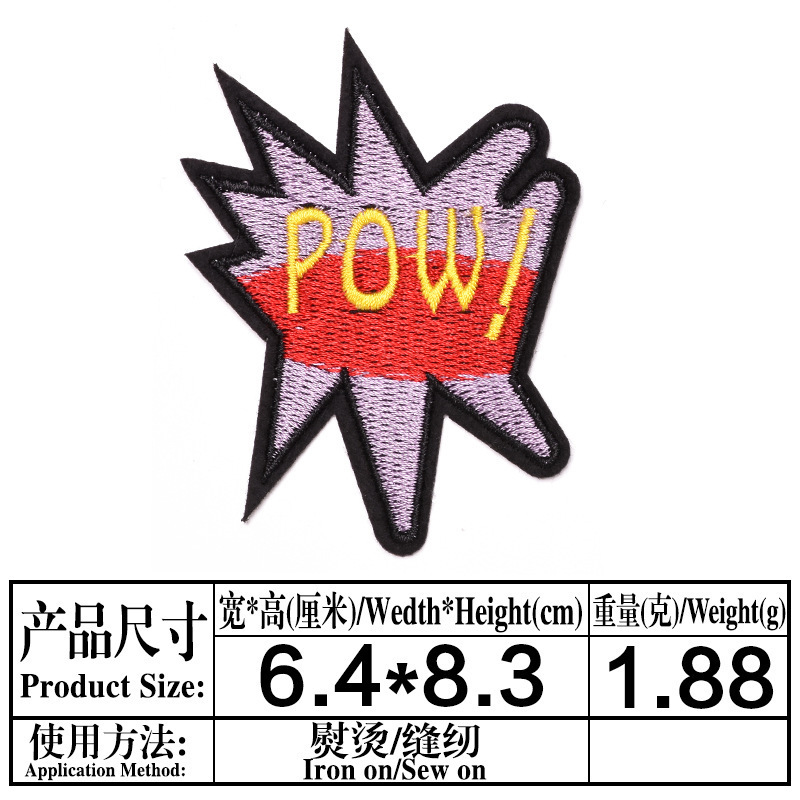 POW!
产品尺寸
Product Size:
宽*高(厘米)/Wedth*Height(cm)
6.4*8.3
重量(克)/Weight(g)
1.88
使用方法:
Application Method:
熨烫/缝纫
Iron on/Sew on